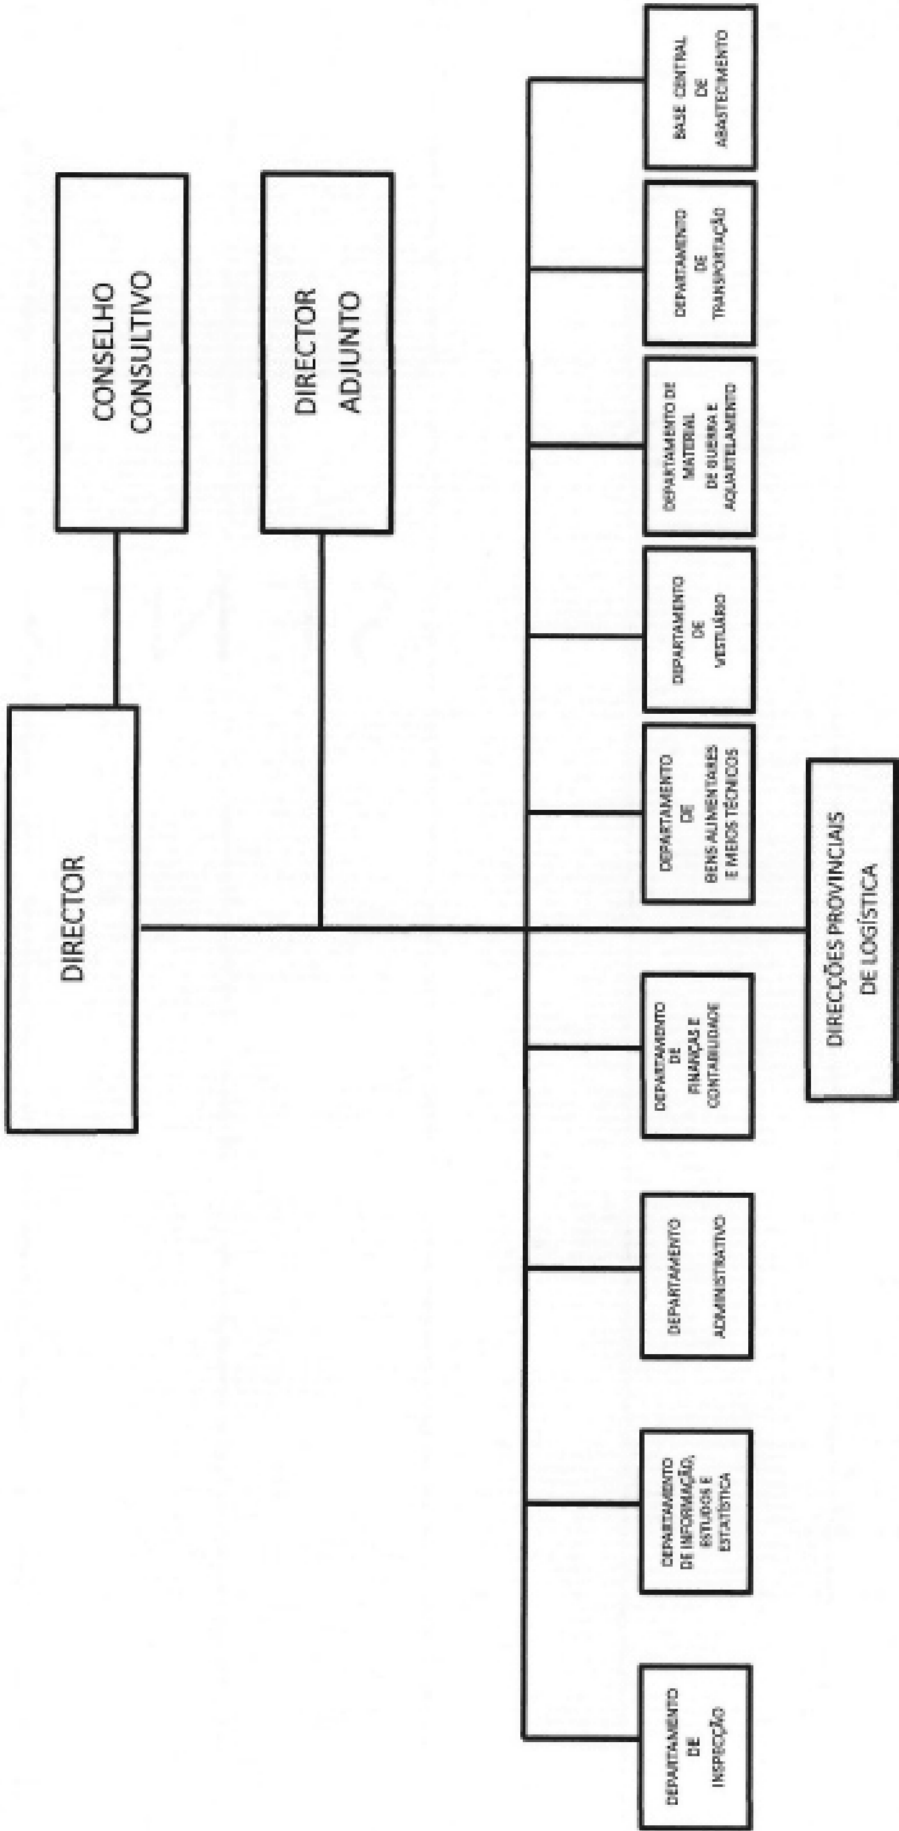 DIRECTOR
CONSELHO
CONSULTIVO
DIRECTOR
ADJUNTO
DEPARTAMENTO
DE
INSPECÇÃO
DEPARTAMENTO
DE INFORMAÇÃO,
ESTUDOS E
ESTATÍSTICA
DEPARTAMENTO
ADMINISTRATIVO
DEPARTAMENTO
DE
FINANÇAS E
CONTABILIDADE
DEPARTAMENTO
DE
BENS ALIMENTARES
E MEIOS TÉCNICOS
DEPARTAMENTO
DE
VESTUÁRIO
DEPARTAMENTO DE
MATERIAL
DE GUERRA E
AQUARTELAMENTO
DEPARTAMENTO
DE
TRANSPORTAÇÃO
BASE CENTRAL
DE
ABASTECIMENTO
DIRECÇÕES PROVINCIAIS
DE LOGÍSTICA